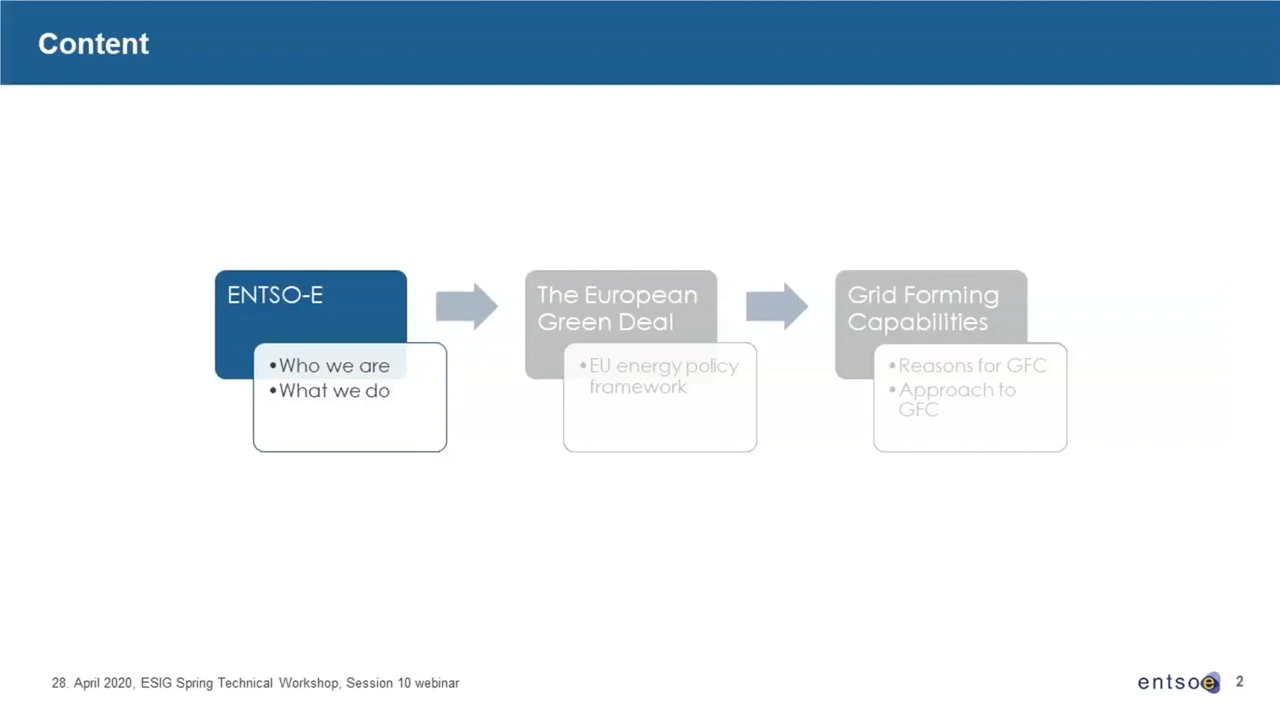 Content
ENTSO-E
•Who we are
•What we do
The European
Green Deal
•EU energy policy
framework
Grid Forming
Capabilities
•Reasons for GFC
•Approach to
GFC
28. April 2020, ESIG Spring Technical Workshop, Session 10 webinar
entsoe
2